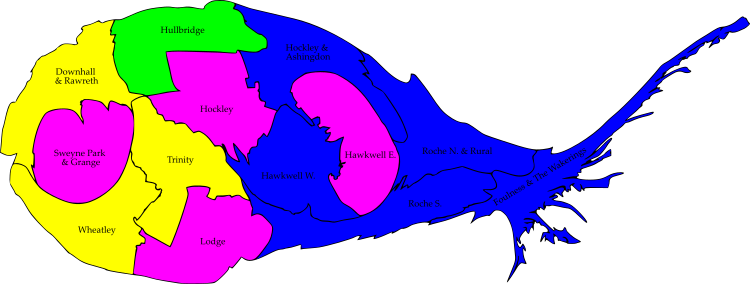 Hullbridge
Hockley &
Ashingdon
Downhall
& Rawreth
Hockley
Sweyne Park
& Grange
Trinity
Hawkwell E.
Roche N. & Rural
Hawkwell W.
Foulness & The Wakerings
Roche S.
Wheatley
Lodge